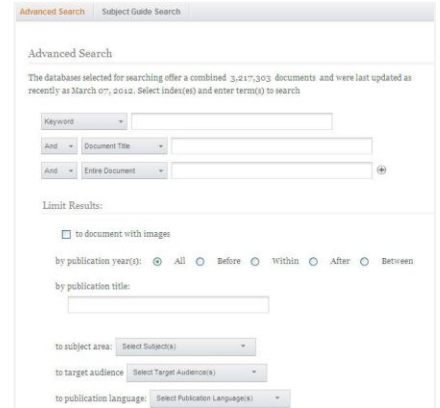 Advanced Search Subject Guide Search
Advanced Search
The databases selected for searching offer a combined 3,217,303 documents and were last updated as
recently as March 07, 2012. Select index(es) and enter term(s) to search
Keyword
And Document Title
And Entire Document
Limit Results:
to document with images
by publication year(s): All Before Within After Between
by publication title:
to subject area: Select Subject(s)
to target audience Select Target Audience(s)
to publication language: Select Publication Language(s)